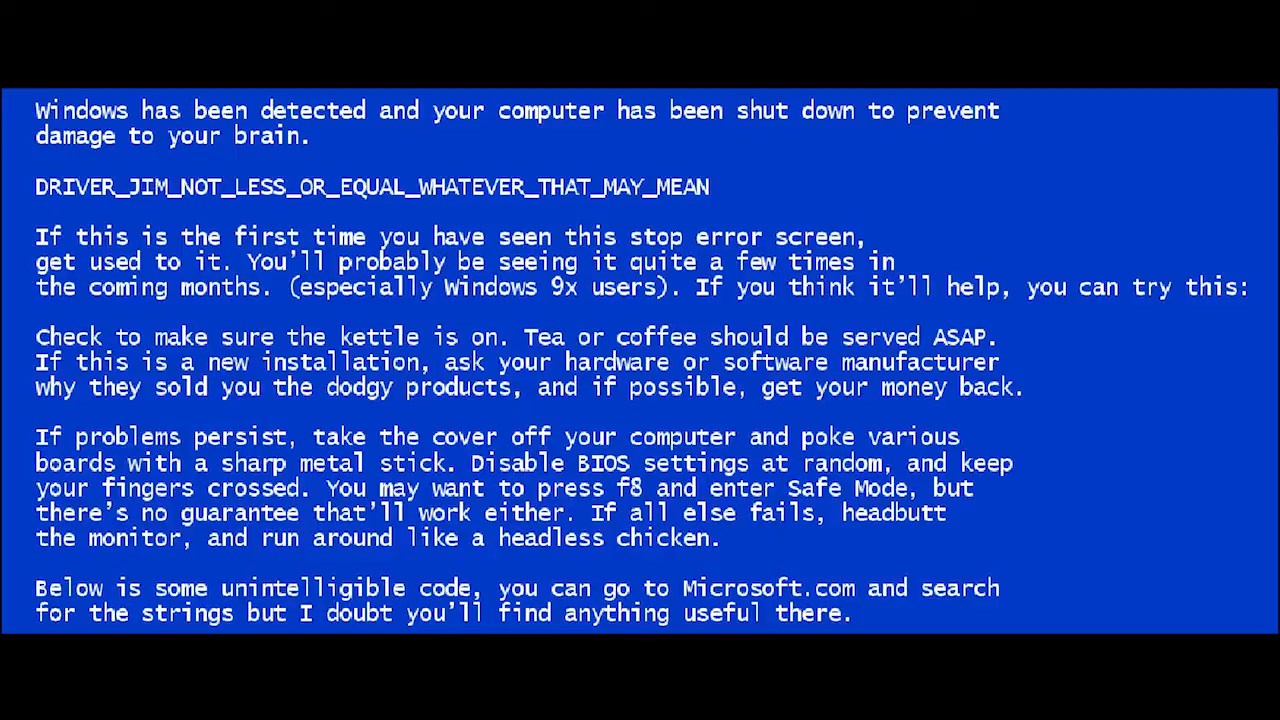 Windows has been detected and your computer has been shut down to prevent
damage to your brain.
DRIVER_JIM_NOT_LESS_OR_EQUAL_WHATEVER_THAT_MAY_MEAN
If this is the first time you have seen this stop error screen,
get used to it. You'll probably be seeing it quite a few times in
the coming months. (especially Windows 9x users). If you think it'll help, you can try this:
Check to make sure the kettle is on. Tea or coffee should be served ASAP.
If this is a new installation, ask your hardware or software manufacturer
why they sold you the dodgy products, and if possible, get your money back.
If problems persist, take the cover off your computer and poke various
boards with a sharp metal stick. Disable BIOS settings at random, and keep
your fingers crossed. You may want to press f8 and enter Safe Mode, but
there's no guarantee that'll work either. If all else fails, headbutt
the monitor, and run around like a headless chicken.
Below is some unintelligible code, you can go to Microsoft.com and search
for the strings but I doubt you'll find anything useful there.